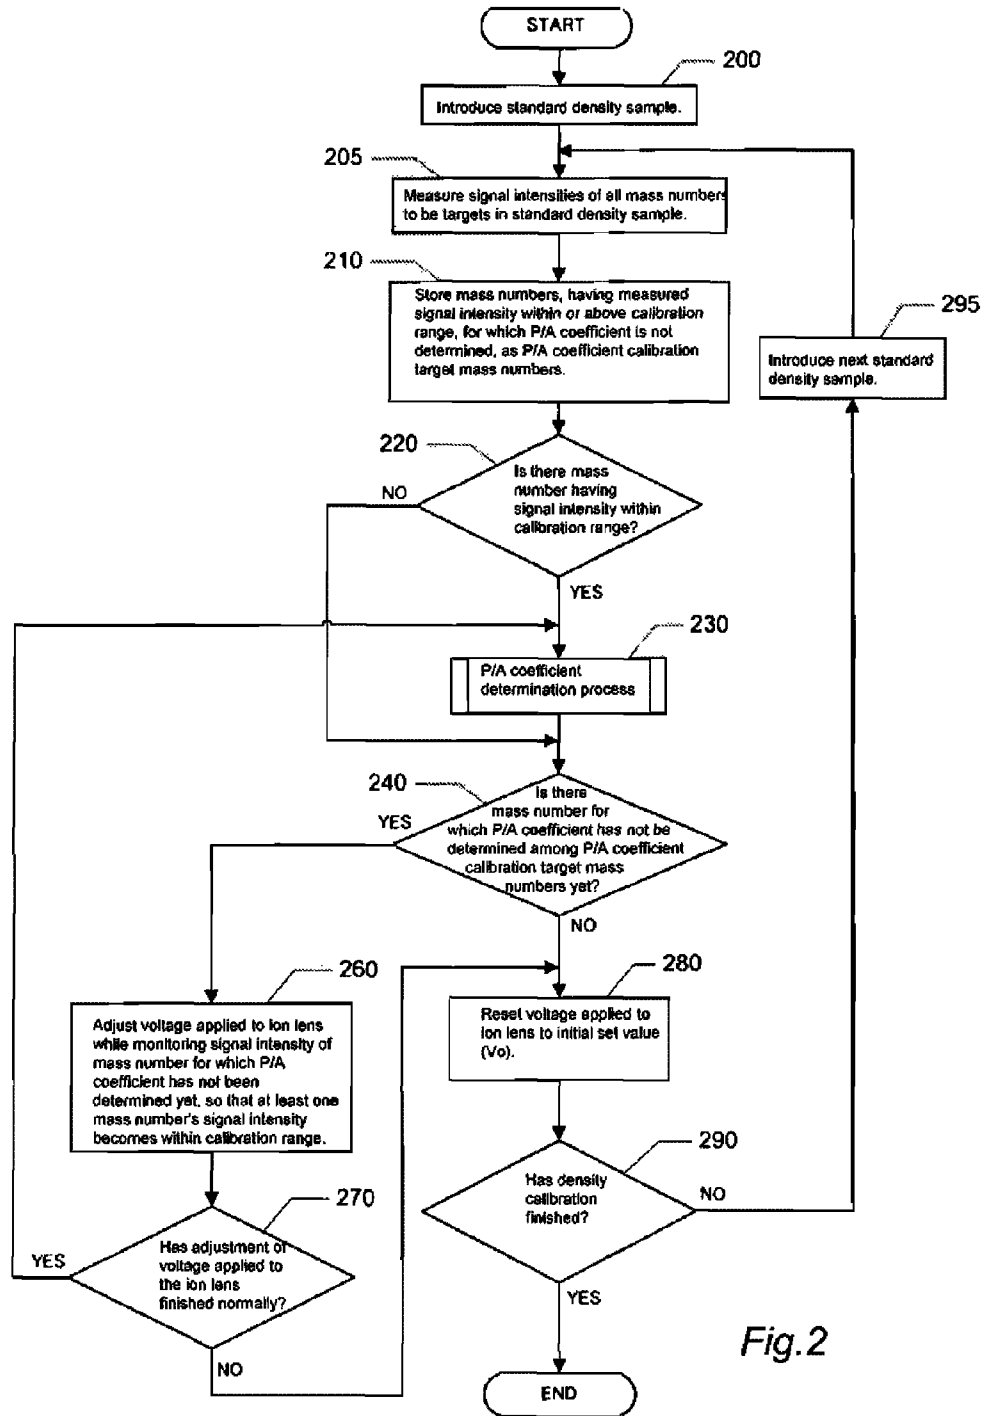 START
200
Introduce standard density sample.
205
Measure signal intensities of all mass numbers
to be targets in standard density sample.
210
Store mass numbers, having measured
signal intensity within or above calibration
range, for which P/A coefficient is not
determined, as P/A coefficient calibration
target mass numbers.
295
Introduce next standard
density sample.
220
Is there mass
number having
signal intensity within
calibration range?
NO
YES
230
P/A coefficient
determination process
240
Is there
mass number for
which P/A coefficient has not be
determined among P/A coefficient
calibration target mass
numbers yet?
YES
NO
260
Adjust voltage applied to ion lens
while monitoring signal intensity of
mass number for which P/A
coefficient has not been
determined yet, so that at least one
mass number's signal intensity
becomes within calibration range.
280
Reset voltage applied to
ion lens to initial set value
(Vo).
270
Has adjustment of
voltage applied to
the ion lens
finished normally?
YES
NO
290
Has density
calibration
finished?
NO
YES
END
Fig.2